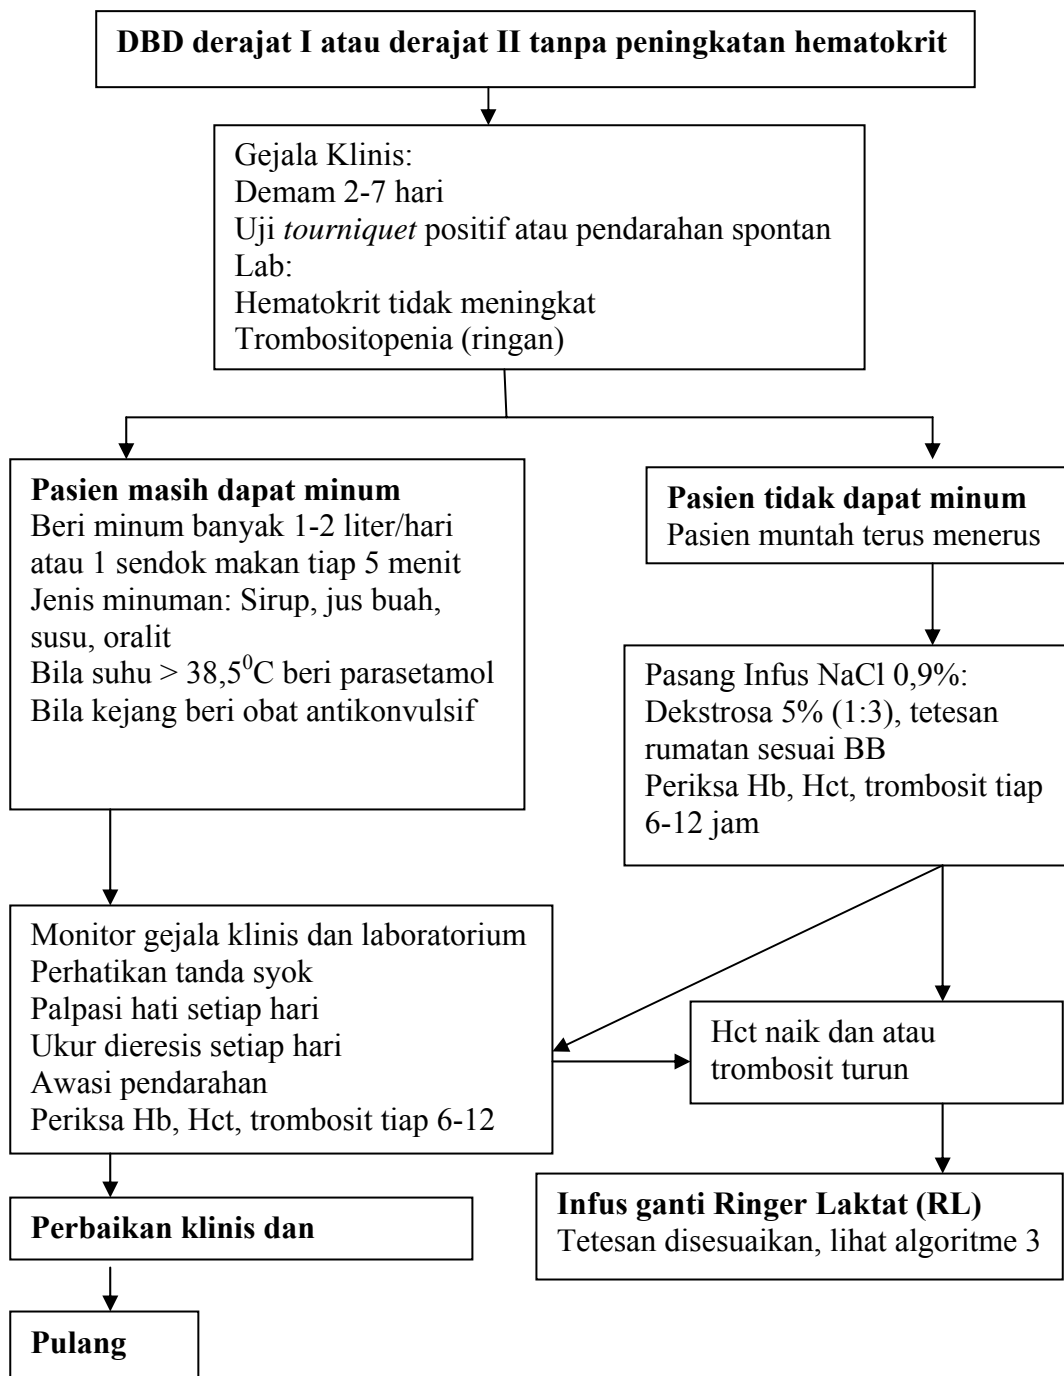 DBD derajat I atau derajat II tanpa peningkatan hematokrit
Gejala Klinis:
Demam 2-7 hari
Uji tourniquet positif atau pendarahan spontan
Lab:
Hematokrit tidak meningkat
Trombositopenia (ringan)
Pasien masih dapat minum
Beri minum banyak 1-2 liter/hari
atau 1 sendok makan tiap 5 menit
Jenis minuman: Sirup, jus buah,
susu, oralit
Bila suhu > 38,5⁰C beri parasetamol
Bila kejang beri obat antikonvulsif
Pasien tidak dapat minum
Pasien muntah terus menerus
Pasang Infus NaCl 0,9%:
Dekstrosa 5% (1:3), tetesan
rumatan sesuai BB
Periksa Hb, Hct, trombosit tiap
6-12 jam
Monitor gejala klinis dan laboratorium
Perhatikan tanda syok
Palpasi hati setiap hari
Ukur dieresis setiap hari
Awasi pendarahan
Periksa Hb, Hct, trombosit tiap 6-12
Hct naik dan atau
trombosit turun
Infus ganti Ringer Laktat (RL)
Tetesan disesuaikan, lihat algoritme 3
Perbaikan klinis dan
Pulang